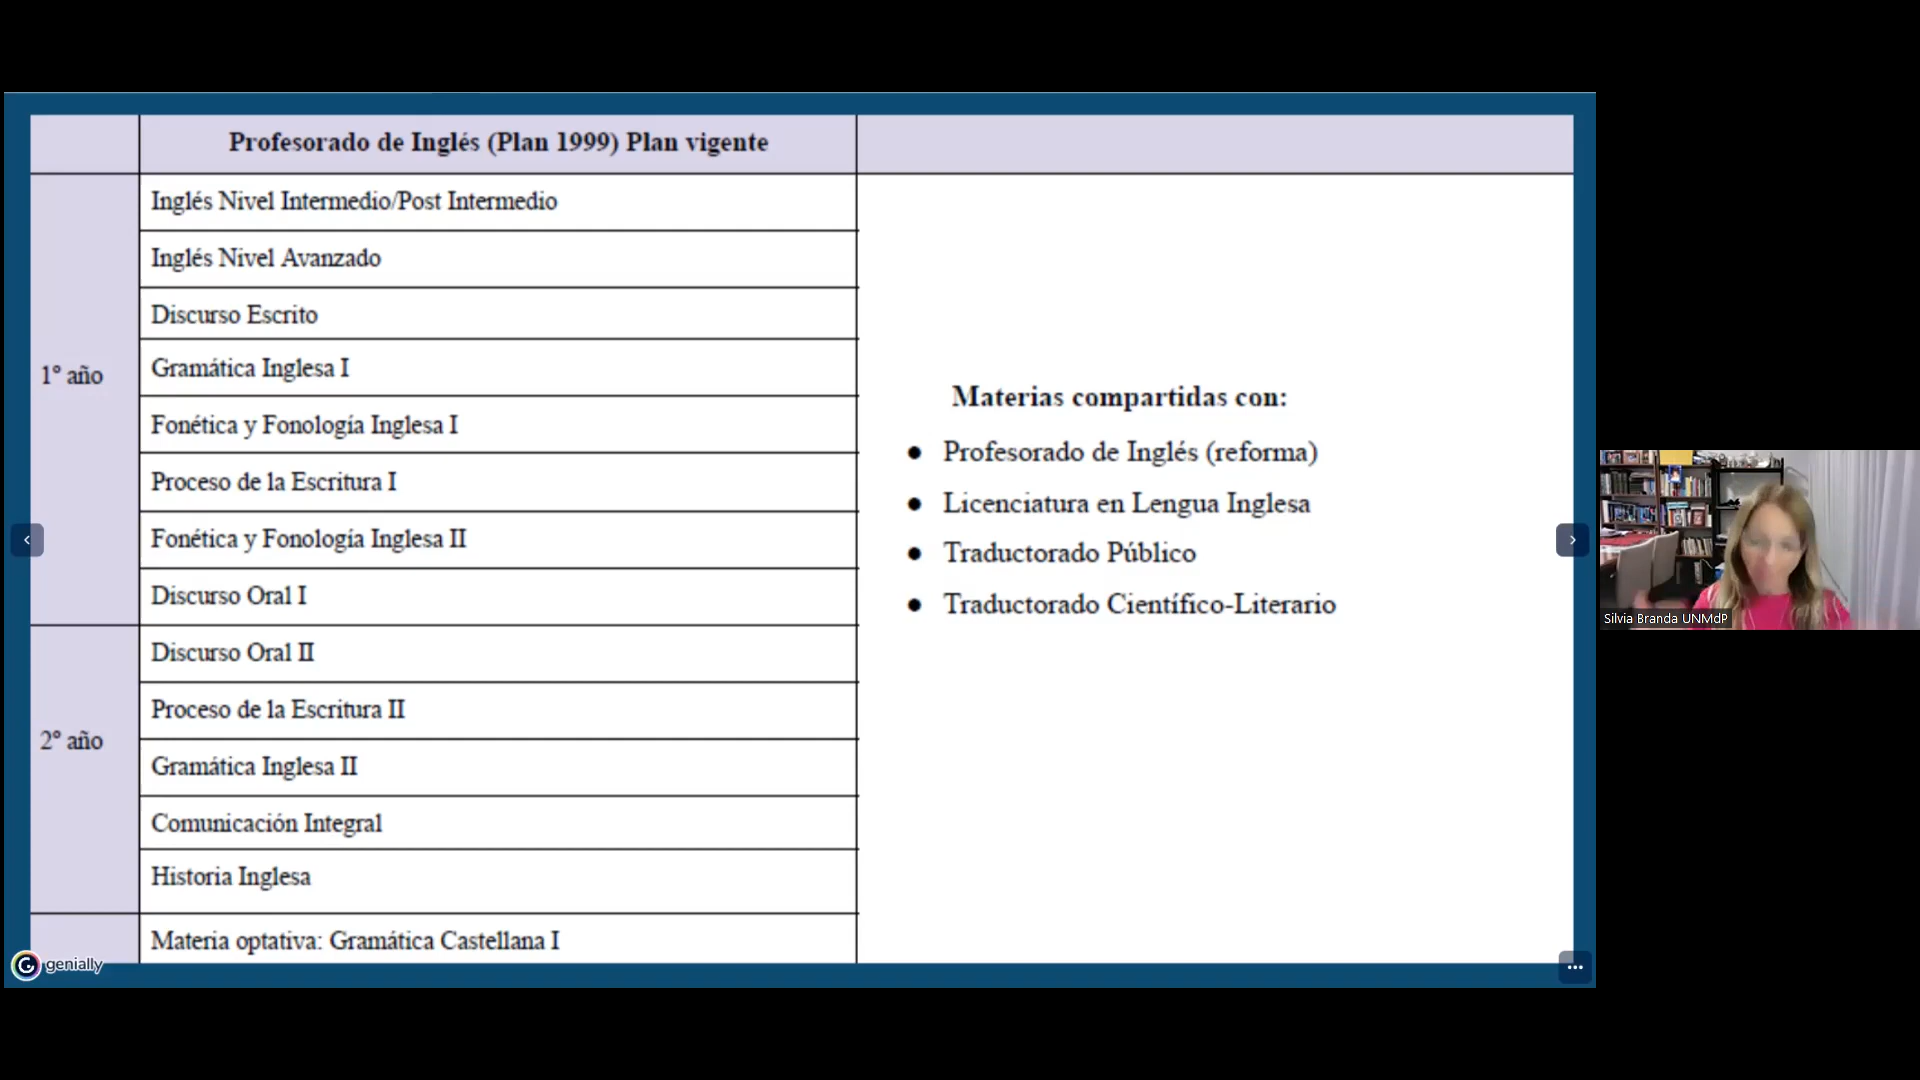 Profesorado de Inglés (Plan 1999) Plan vigente
1º año
Inglés Nivel Intermedio/Post Intermedio
Inglés Nivel Avanzado
Discurso Escrito
Gramática Inglesa I
Fonética y Fonología Inglesa I
Proceso de la Escritura I
Fonética y Fonología Inglesa II
Discurso Oral I
2º año
Discurso Oral II
Proceso de la Escritura II
Gramática Inglesa II
Comunicación Integral
Historia Inglesa
Materia optativa: Gramática Castellana I
Materias compartidas con:
● Profesorado de Inglés (reforma)
● Licenciatura en Lengua Inglesa
● Traductorado Público
● Traductorado Científico-Literario
Silvia Branda UNMdP
genially